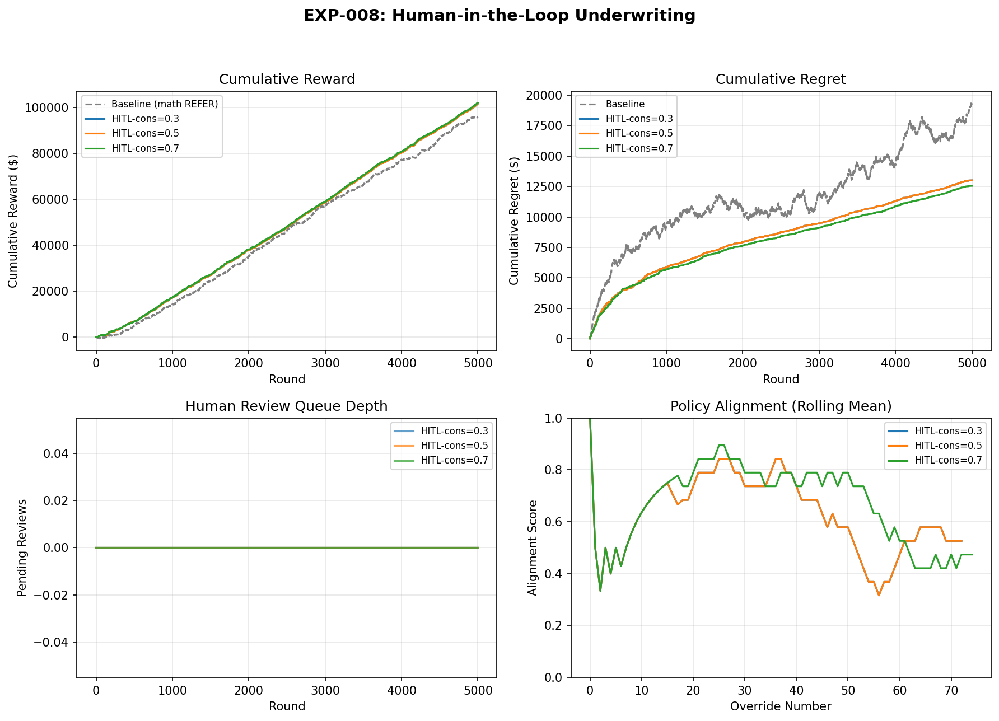 EXP-008: Human-in-the-Loop Underwriting
Cumulative Reward
Cumulative Reward ($)
100000
80000
60000
40000
20000
0
Baseline (math REFER)
HITL-cons=0.3
HITL-cons=0.5
HITL-cons=0.7
0 1000 2000 3000 4000 5000
Round
Cumulative Regret
Cumulative Regret ($)
20000
17500
15000
12500
10000
7500
5000
2500
0
Baseline
HITL-cons=0.3
HITL-cons=0.5
HITL-cons=0.7
0 1000 2000 3000 4000 5000
Round
Human Review Queue Depth
Pending Reviews
0.04
0.02
0.00
−0.02
−0.04
HITL-cons=0.3
HITL-cons=0.5
HITL-cons=0.7
0 1000 2000 3000 4000 5000
Round
Policy Alignment (Rolling Mean)
Alignment Score
1.0
0.8
0.6
0.4
0.2
0.0
HITL-cons=0.3
HITL-cons=0.5
HITL-cons=0.7
0 10 20 30 40 50 60 70
Override Number